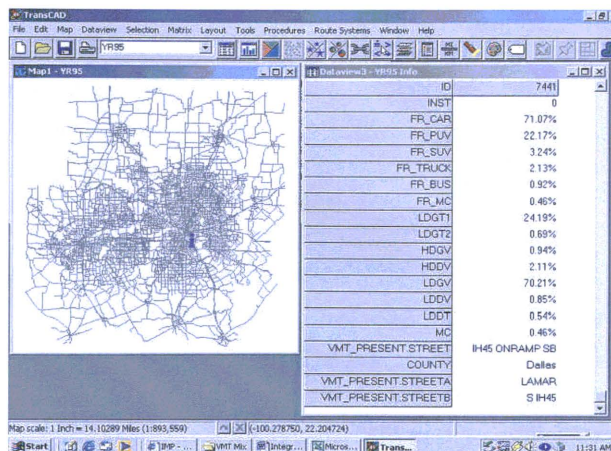 TransCAD
File Edit Map Dataview Selection Matrix Layout Tools Procedures Route Systems Window Help
YR95
Map1 - YR95
Dataview3 - YR95 Info
ID 7441
INST 0
FR_CAR 71.07%
FR_PUV 22.17%
FR_SUV 3.24%
FR_TRUCK 2.13%
FR_BUS 0.92%
FR_MC 0.46%
LDGT1 24.19%
LDGT2 0.69%
HDGV 0.94%
HDDV 2.11%
LDGV 70.21%
LDDV 0.85%
LDDT 0.54%
MC 0.46%
VMT_PRESENT.STREET IH45 ONRAMP SB
COUNTY Dallas
VMT_PRESENT.STREETA LAMAR
VMT_PRESENT.STREETB S IH45
Map scale: 1 Inch = 14.10289 Miles (1:893,559) (-100.278750, 22.204724)
Start IMP - ... VMT Mix Integr... Micros... Trans... 11:31 AM